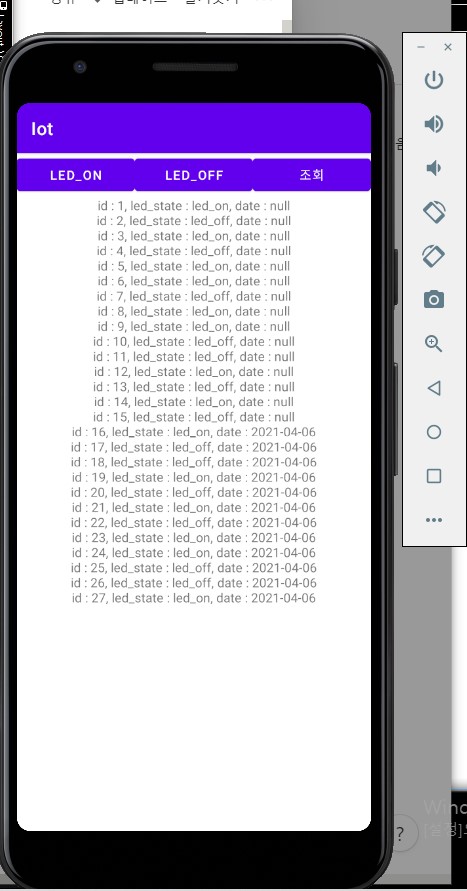 Iot
LED_ON LED_OFF 조회
id : 1, led_state : led_on, date : null
id : 2, led_state : led_off, date : null
id : 3, led_state : led_on, date : null
id : 4, led_state : led_off, date : null
id : 5, led_state : led_on, date : null
id : 6, led_state : led_off, date : null
id : 7, led_state : led_off, date : null
id : 8, led_state : led_on, date : null
id : 9, led_state : led_on, date : null
id : 10, led_state : led_off, date : null
id : 11, led_state : led_off, date : null
id : 12, led_state : led_on, date : null
id : 13, led_state : led_off, date : null
id : 14, led_state : led_on, date : null
id : 15, led_state : led_off, date : null
id : 16, led_state : led_on, date : 2021-04-06
id : 17, led_state : led_off, date : 2021-04-06
id : 18, led_state : led_off, date : 2021-04-06
id : 19, led_state : led_on, date : 2021-04-06
id : 20, led_state : led_off, date : 2021-04-06
id : 21, led_state : led_on, date : 2021-04-06
id : 22, led_state : led_off, date : 2021-04-06
id : 23, led_state : led_on, date : 2021-04-06
id : 24, led_state : led_on, date : 2021-04-06
id : 25, led_state : led_off, date : 2021-04-06
id : 26, led_state : led_off, date : 2021-04-06
id : 27, led_state : led_on, date : 2021-04-06
?